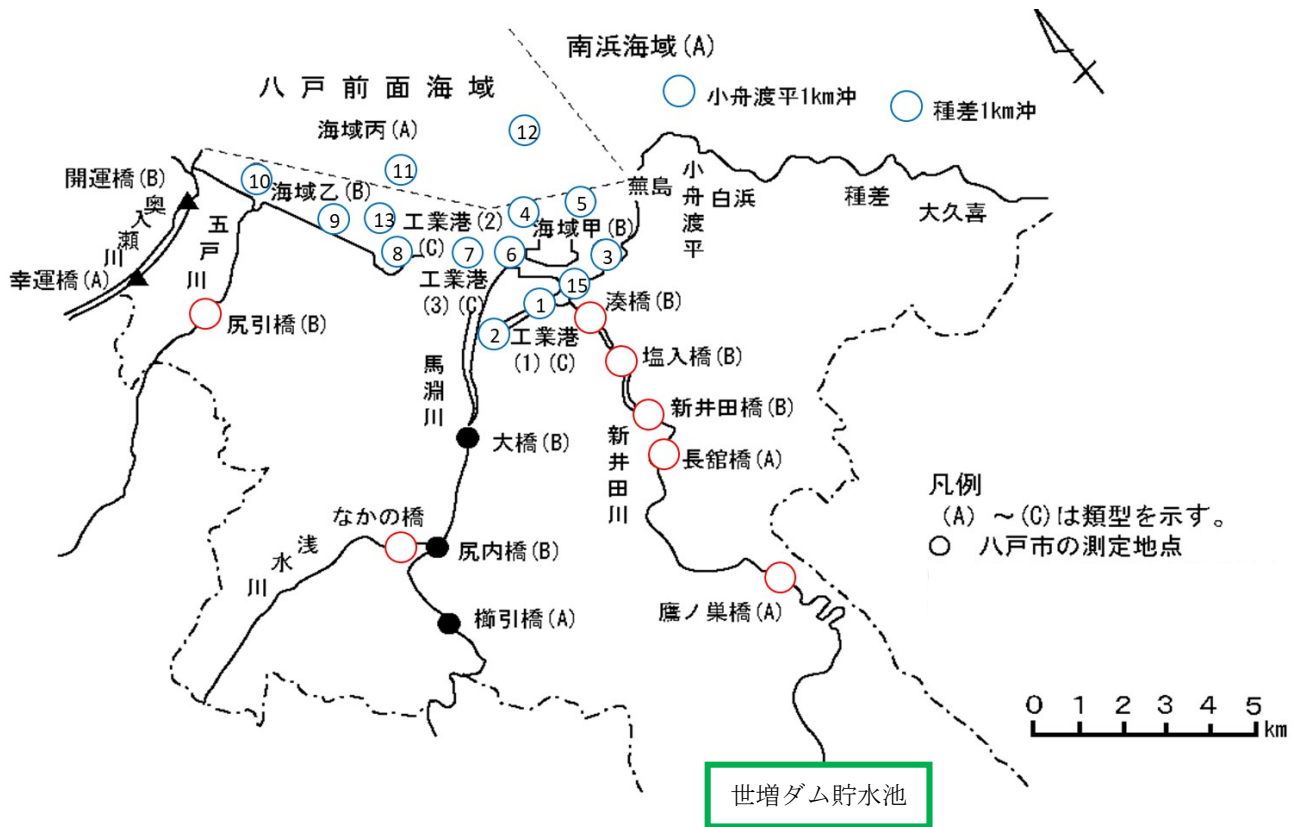 南浜海域(A)
八戸前面海域
小舟渡平1km沖
種差1km沖
海域丙(A)
12
11
開運橋(B)
10
海域乙(B)
蕪島
小舟渡平
白浜
種差
大久喜
奥入瀬川
五戸川
9
13
工業港(2)
(C)
4
5
海域甲(B)
8
7
6
3
幸運橋(A)
工業港
(3)(C)
15
1
2
湊橋(B)
尻引橋(B)
工業港
(1)(C)
塩入橋(B)
馬淵川
新井田橋(B)
新井田川
大橋(B)
長舘橋(A)
凡例
(A) ~(C)は類型を示す。
○ 八戸市の測定地点
なかの橋
浅水川
尻内橋(B)
鷹ノ巣橋(A)
櫛引橋(A)
0 1 2 3 4 5
km
世増ダム貯水池